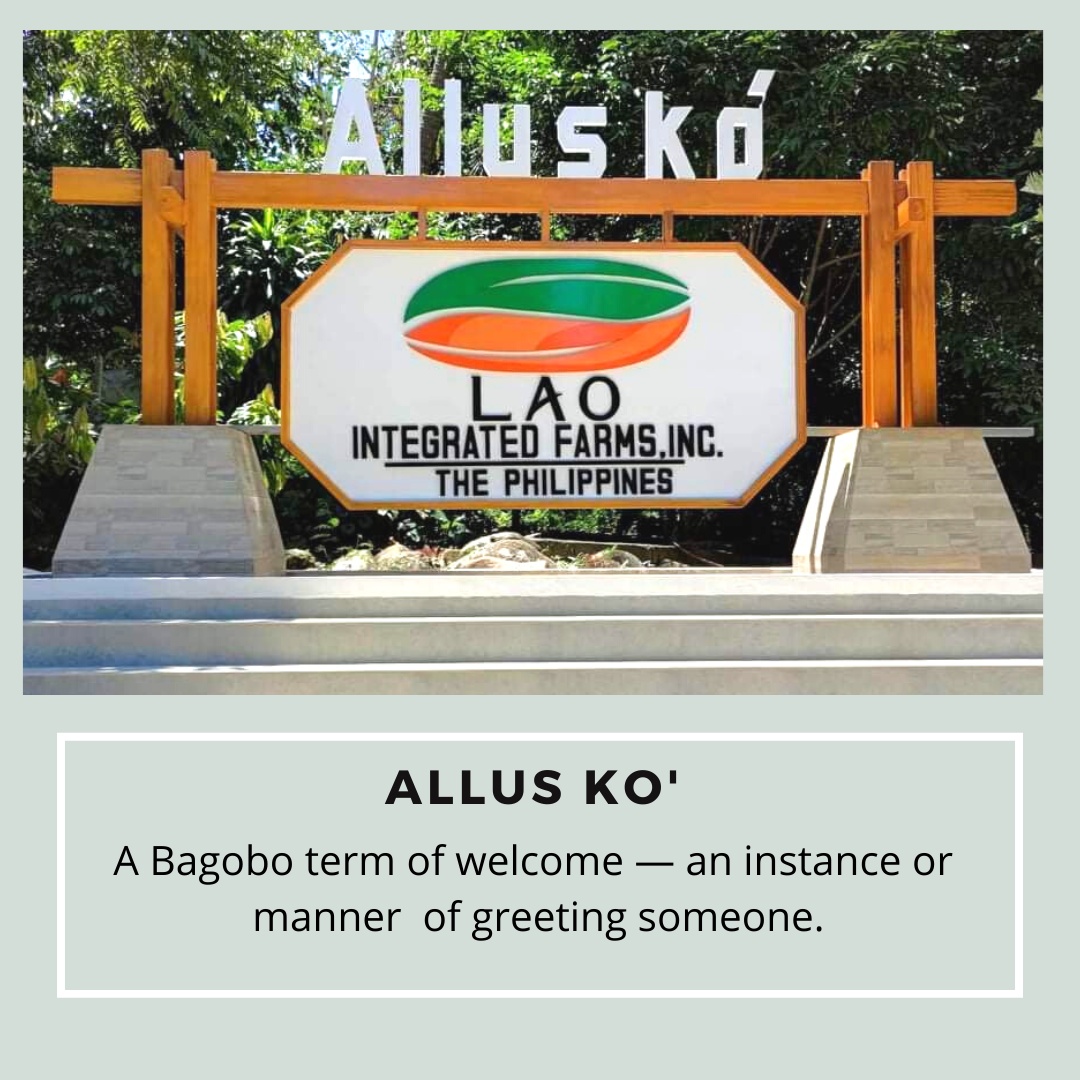 Allus kó
LAO
INTEGRATED FARMS,INC.
THE PHILIPPINES
ALLUS KO'
A Bagobo term of welcome — an instance or
manner of greeting someone.